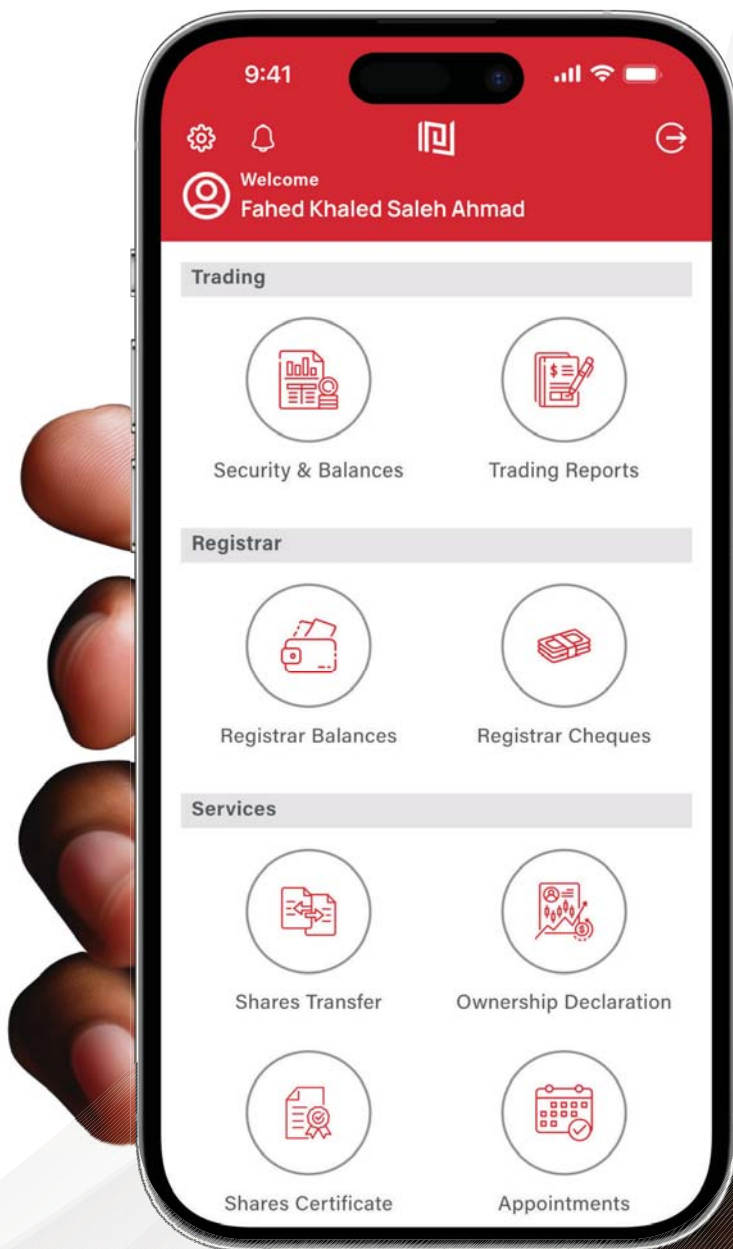 9:41
Welcome
Fahed Khaled Saleh Ahmad
Trading
Security & Balances Trading Reports
Registrar
Registrar Balances Registrar Cheques
Services
Shares Transfer Ownership Declaration
Shares Certificate Appointments